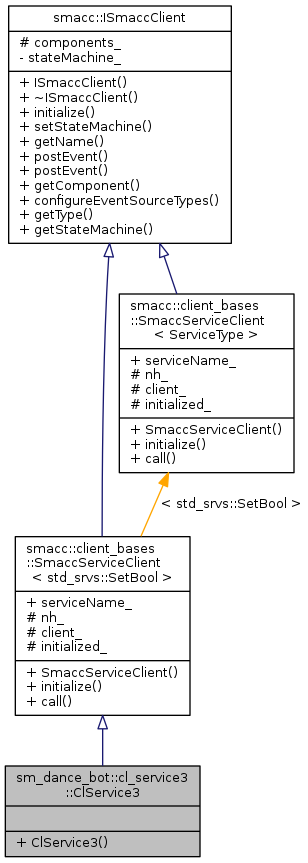 smacc::ISmaccClient
# components_
- stateMachine_
+ ISmaccClient()
+ ~ISmaccClient()
+ initialize()
+ setStateMachine()
+ getName()
+ postEvent()
+ postEvent()
+ getComponent()
+ configureEventSourceTypes()
+ getType()
+ getStateMachine()
smacc::client_bases
::SmaccServiceClient
< ServiceType >
+ serviceName_
# nh_
# client_
# initialized_
+ SmaccServiceClient()
+ initialize()
+ call()
< std_srvs::SetBool >
smacc::client_bases
::SmaccServiceClient
< std_srvs::SetBool >
+ serviceName_
# nh_
# client_
# initialized_
+ SmaccServiceClient()
+ initialize()
+ call()
sm_dance_bot::cl_service3
::ClService3
+ ClService3()